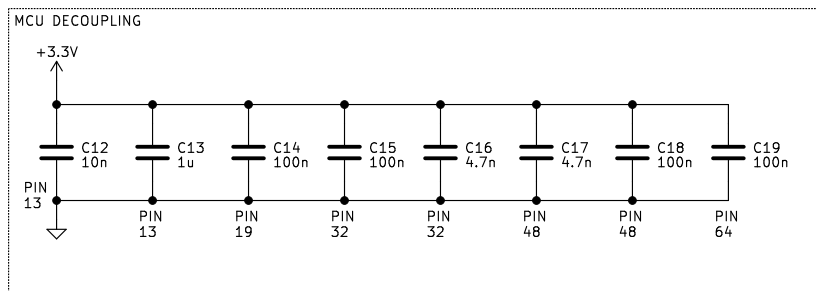 MCU DECOUPLING
+3.3V
C12
10n
C13
1u
C14
100n
C15
100n
C16
4.7n
C17
4.7n
C18
100n
C19
100n
PIN
13
PIN
13
PIN
19
PIN
32
PIN
32
PIN
48
PIN
48
PIN
64